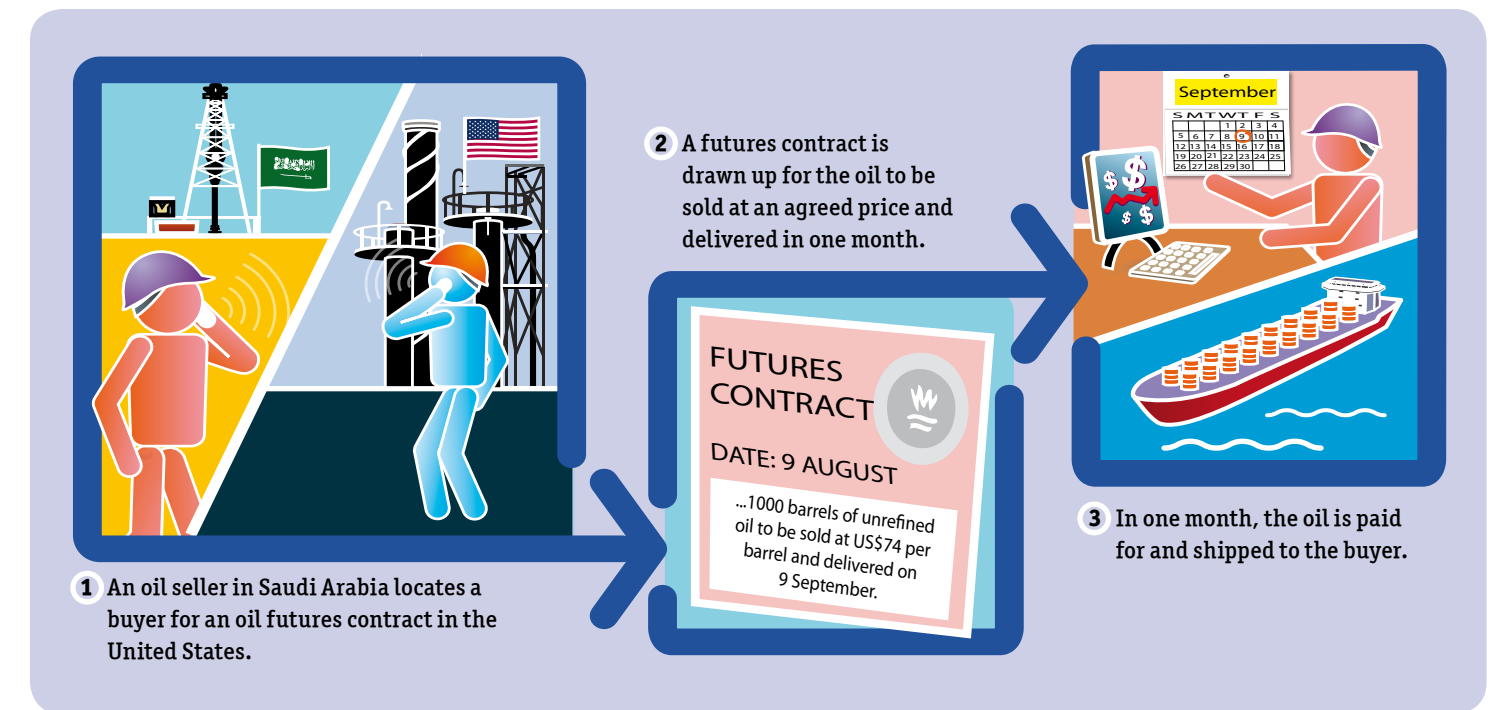 1 An oil seller in Saudi Arabia locates a
buyer for an oil futures contract in the
United States.
2 A futures contract is
drawn up for the oil to be
sold at an agreed price and
delivered in one month.
FUTURES
CONTRACT
DATE: 9 AUGUST
...1000 barrels of unrefined
oil to be sold at US$74 per
barrel and delivered on
9 September.
September
S M T W T F S
1 2 3 4
5 6 7 8 9 10 11
12 13 14 15 16 17 18
19 20 21 22 23 24 25
26 27 28 29 30
$ $
$ $
3 In one month, the oil is paid
for and shipped to the buyer.